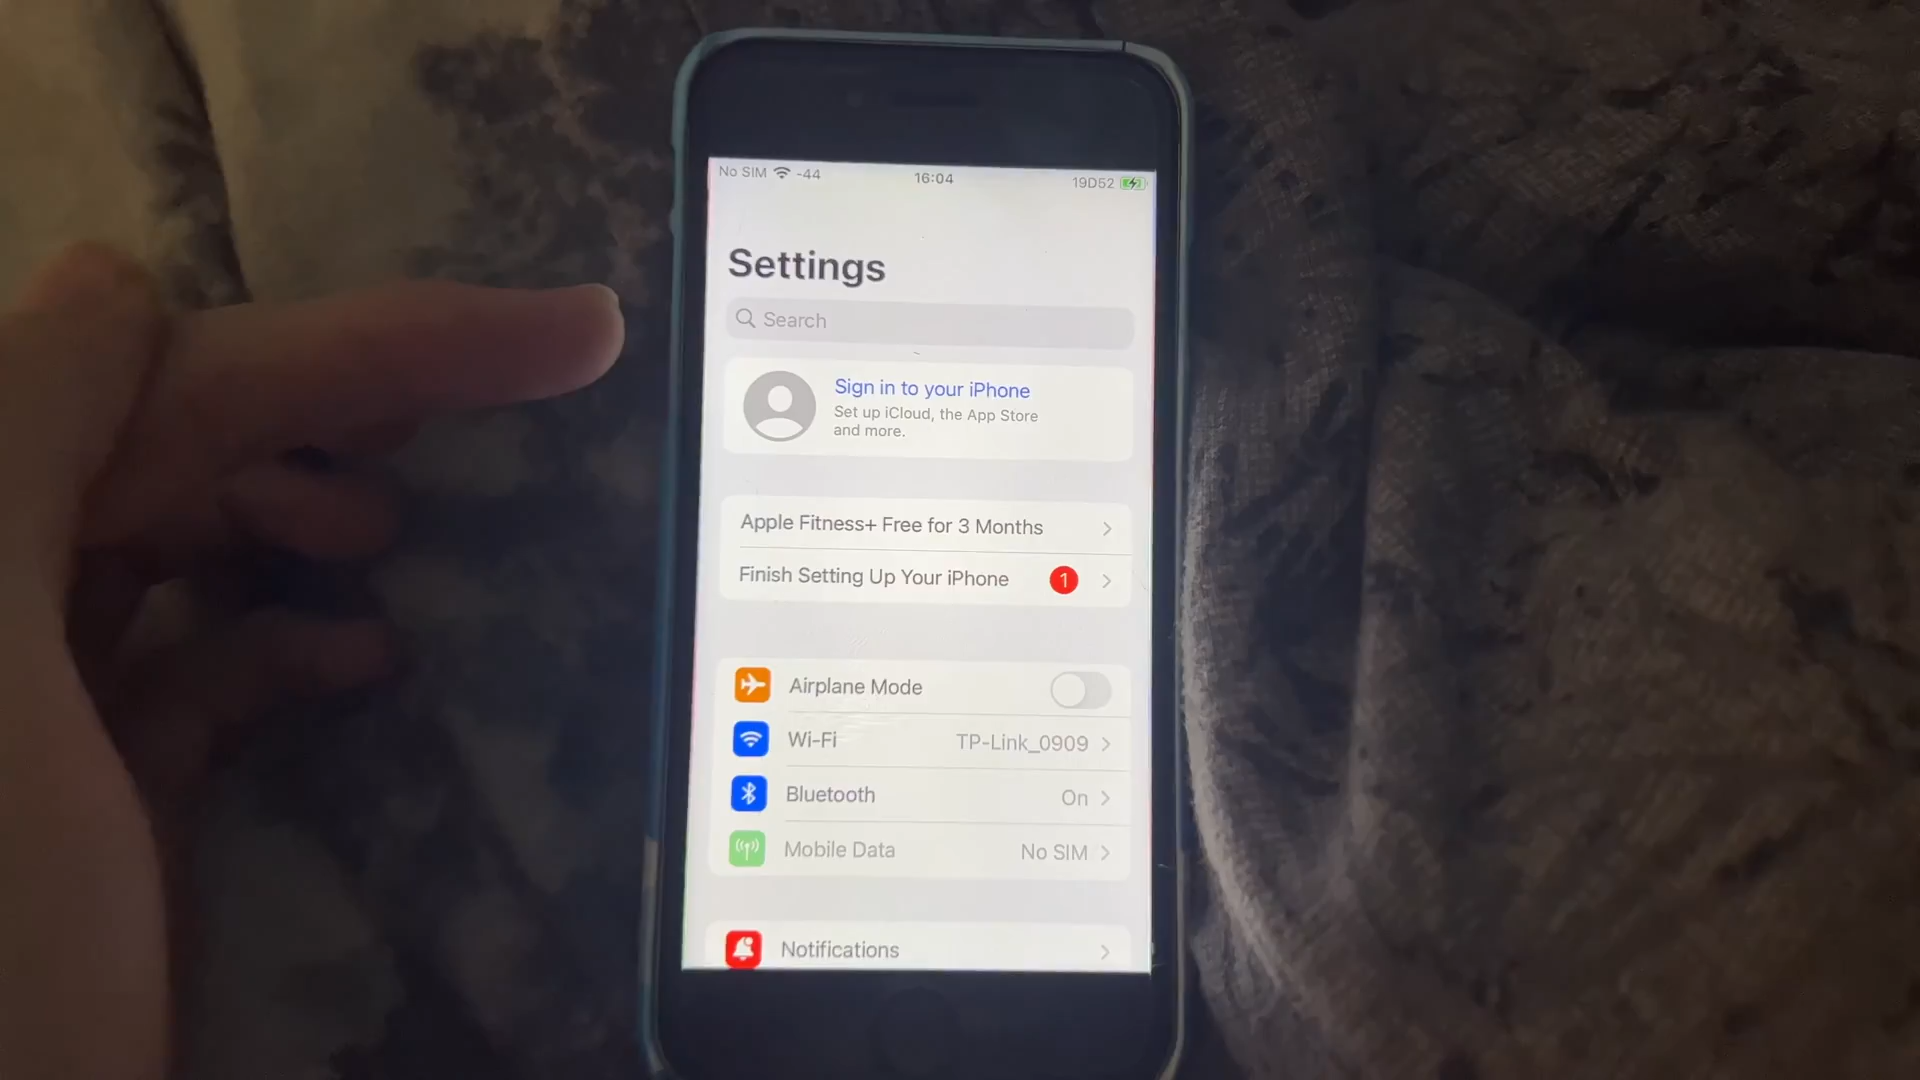 No SIM -44 16:04 19D52
Settings
Search
Sign in to your iPhone
Set up iCloud, the App Store
and more.
Apple Fitness+ Free for 3 Months
Finish Setting Up Your iPhone 1
Airplane Mode
Wi-Fi TP-Link_0909
Bluetooth On
Mobile Data No SIM
Notifications